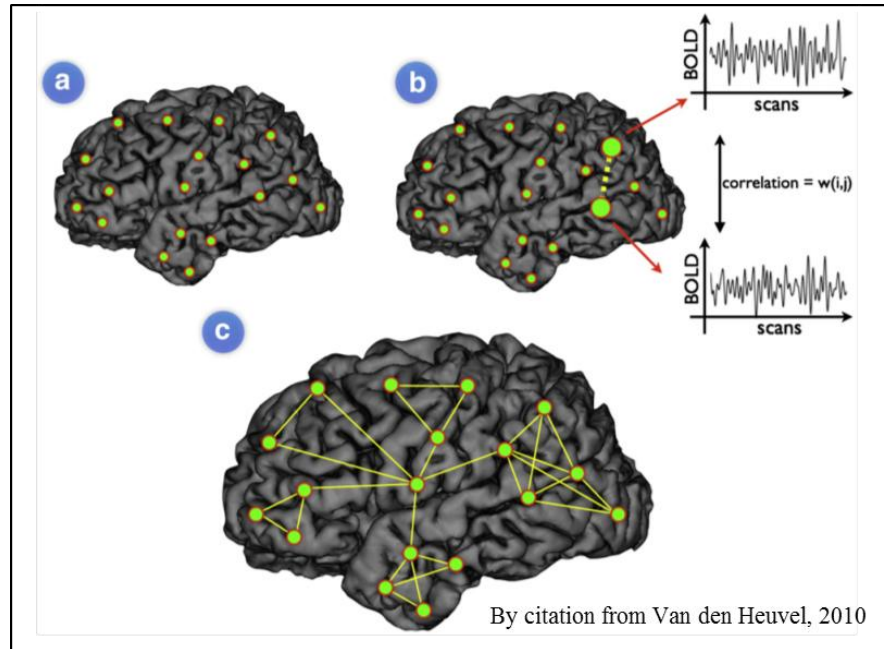 a
b
BOLD
scans
correlation = w(i,j)
BOLD
scans
c
By citation from Van den Heuvel, 2010